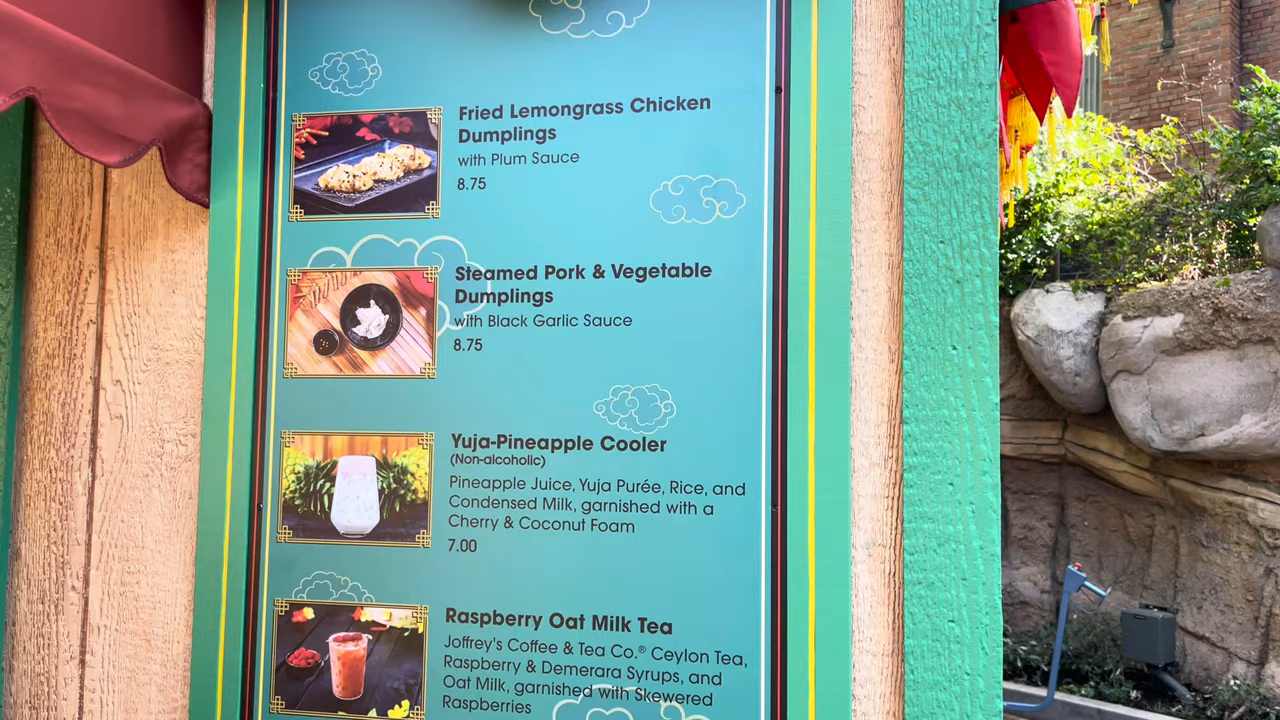 Fried Lemongrass Chicken
Dumplings
with Plum Sauce
8.75
Steamed Pork & Vegetable
Dumplings
with Black Garlic Sauce
8.75
Yuja-Pineapple Cooler
(Non-alcoholic)
Pineapple Juice, Yuja Purée, Rice, and
Condensed Milk, garnished with a
Cherry & Coconut Foam
7.00
Raspberry Oat Milk Tea
Joffrey's Coffee & Tea Co.® Ceylon Tea,
Raspberry & Demerara Syrups, and
Oat Milk, garnished with Skewered
Raspberries